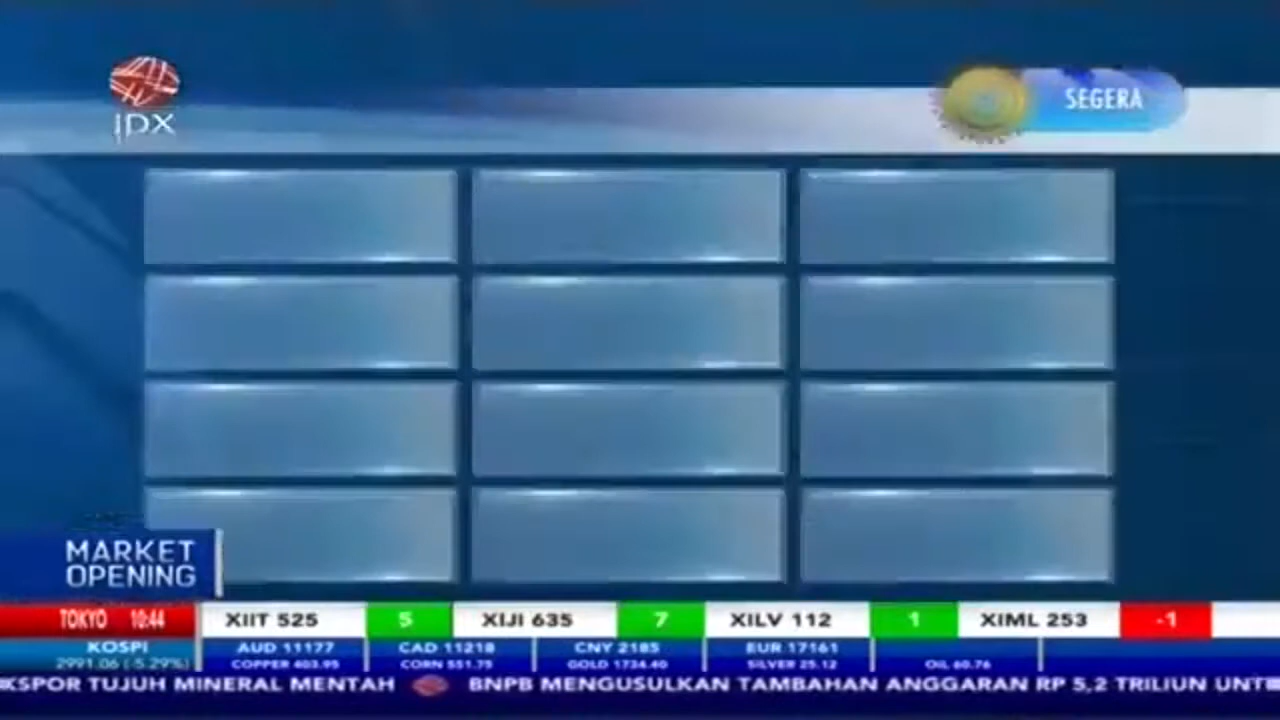 IDX
SEGERA
MARKET
OPENING
TOKYO 10:44 XIIT 525 5 XIJI 635 7 XILV 112 1 XIML 253 -1
KOSPI AUD 11177 CAD 11218 CNY 2185 EUR 17161
2991.06 (-5.29%) COPPER 403.95 CORN 551.75 GOLD 1734.40 SILVER 25.12 OIL 60.76
KSPOR TUJUH MINERAL MENTAH BNPB MENGUSULKAN TAMBAHAN ANGGARAN RP 5,2 TRILIUN UNT